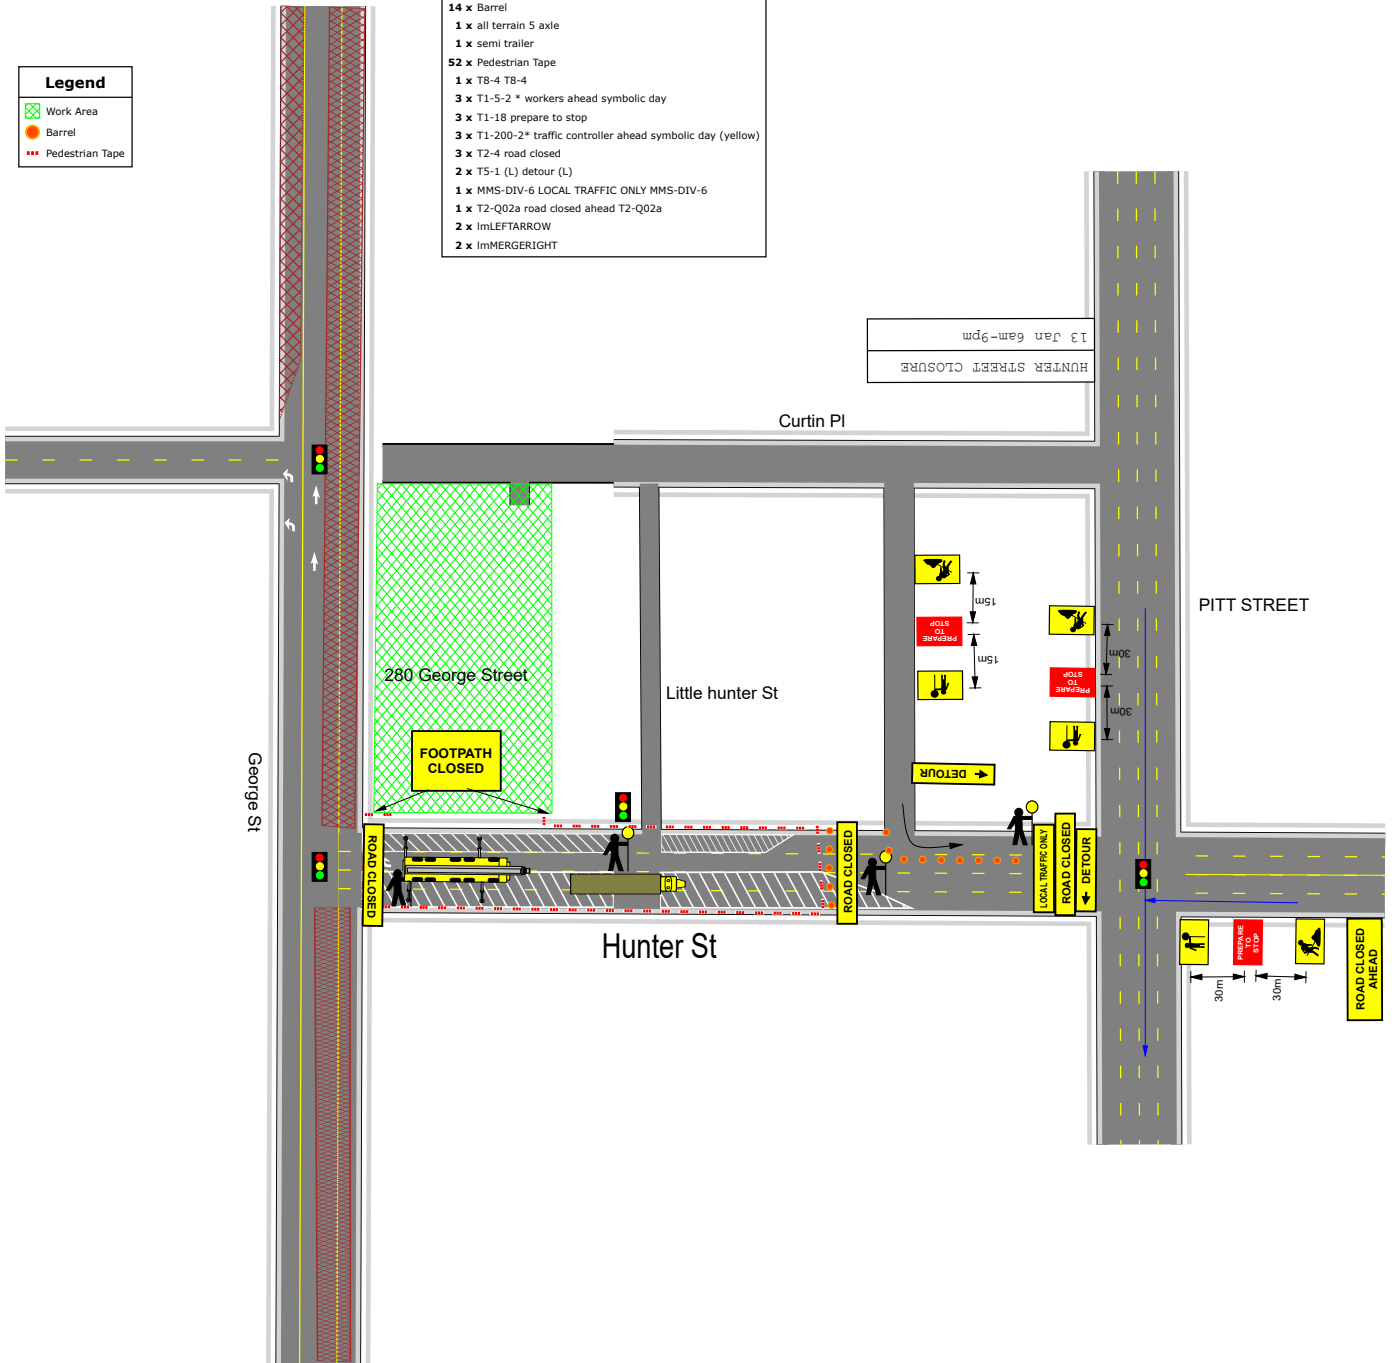 14 x Barrel
1 x all terrain 5 axle
1 x semi trailer
52 x Pedestrian Tape
1 x T8-4 T8-4
3 x T1-5-2 * workers ahead symbolic day
3 x T1-18 prepare to stop
3 x T1-200-2* traffic controller ahead symbolic day (yellow)
3 x T2-4 road closed
2 x T5-1 (L) detour (L)
1 x MMS-DIV-6 LOCAL TRAFFIC ONLY MMS-DIV-6
1 x T2-Q02a road closed ahead T2-Q02a
2 x lmLEFTARROW
2 x lmMERGERIGHT
Legend
Work Area
Barrel
Pedestrian Tape
13 Jan 6am-9pm
HUNTER STREET CLOSURE
Curtin Pl
PITT STREET
15m
PREPARE
TO
STOP
15m
30m
PREPARE
TO
STOP
30m
280 George Street
Little hunter St
George St
FOOTPATH
CLOSED
DETOUR
ROAD CLOSED
ROAD CLOSED
LOCAL TRAFFIC ONLY
ROAD CLOSED
DETOUR
Hunter St
PREPARE
TO
STOP
30m
30m
ROAD CLOSED
AHEAD